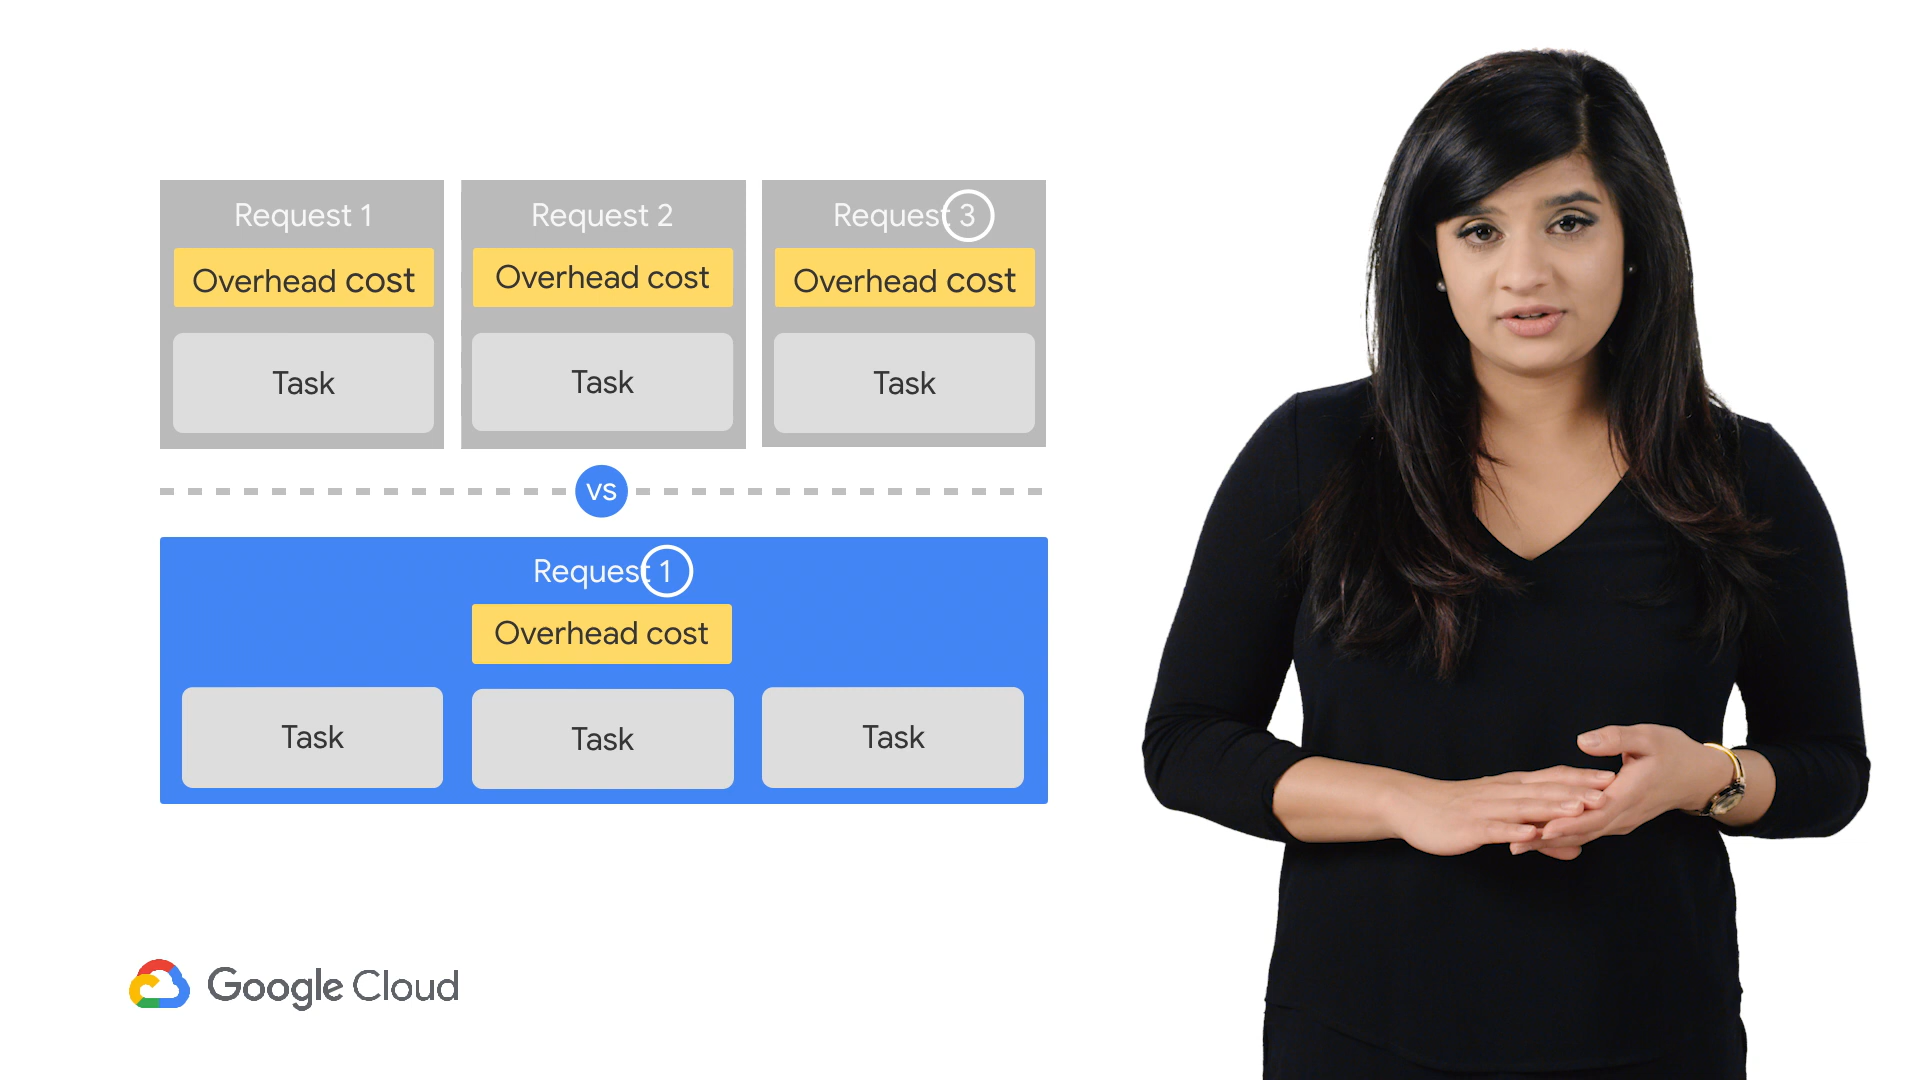 Request 1
Request 2
Request 3
Overhead cost
Overhead cost
Overhead cost
Task
Task
Task
VS
Request 1
Overhead cost
Task
Task
Task
Google Cloud